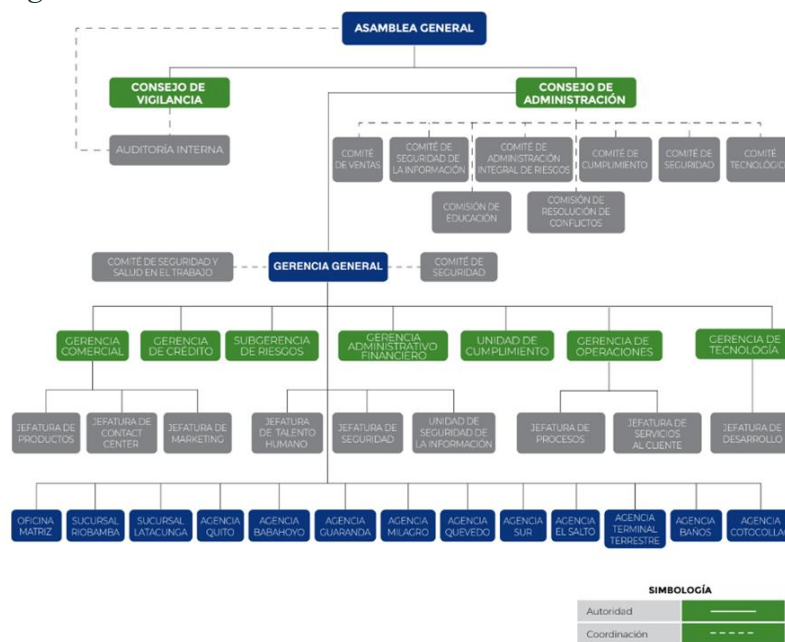 ASAMBLEA GENERAL
CONSEJO DE
VIGILANCIA
CONSEJO DE
ADMINISTRACIÓN
AUDITORÍA INTERNA
COMITÉ
DE VENTAS
COMITÉ DE
SEGURIDAD DE
LA INFORMACIÓN
COMITÉ DE
ADMINISTRACIÓN
INTEGRAL DE RIESGOS
COMITÉ DE
CUMPLIMIENTO
COMITÉ DE
SEGURIDAD
COMITÉ
TECNOLÓGIC
COMISIÓN DE
EDUCACIÓN
COMISIÓN DE
RESOLUCIÓN DE
CONFLICTOS
COMITÉ DE SEGURIDAD Y
SALUD EN EL TRABAJO
GERENCIA GENERAL
COMITÉ DE
SEGURIDAD
GERENCIA
COMERCIAL
GERENCIA
DE CRÉDITO
SUBGERENCIA
DE RIESGOS
GERENCIA
ADMINISTRATIVO
FINANCIERO
UNIDAD DE
CUMPLIMIENTO
GERENCIA DE
OPERACIONES
GERENCIA DE
TECNOLOGÍA
JEFATURA DE
PRODUCTOS
JEFATURA DE
CONTACT
CENTER
JEFATURA DE
MARKETING
JEFATURA
DE TALENTO
HUMANO
JEFATURA DE
SEGURIDAD
UNIDAD DE
SEGURIDAD DE
LA INFORMACIÓN
JEFATURA DE
PROCESOS
JEFATURA DE
SERVICIOS
AL CLIENTE
JEFATURA DE
DESARROLLO
OFICINA
MATRIZ
SUCURSAL
RIOBAMBA
SUCURSAL
LATACUNGA
AGENCIA
QUITO
AGENCIA
BABAHOYO
AGENCIA
GUARANDA
AGENCIA
MILAGRO
AGENCIA
QUEVEDO
AGENCIA
SUR
AGENCIA
EL SALTO
AGENCIA
TERMINAL
TERRESTRE
AGENCIA
BAÑOS
AGENCIA
COTOCOLLAO
SIMBOLOGÍA
Autoridad
Coordinación